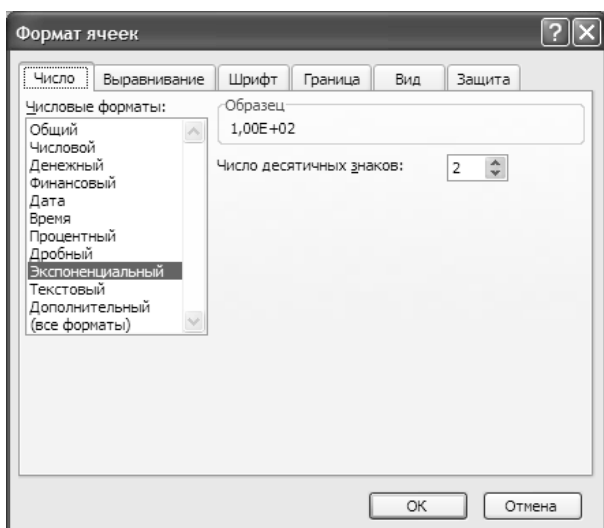 Формат ячеек
Число Выравнивание Шрифт Граница Вид Защита
Числовые форматы:
Общий
Числовой
Денежный
Финансовый
Дата
Время
Процентный
Дробный
Экспоненциальный
Текстовый
Дополнительный
(все форматы)
Образец
1,00E+02
Число десятичных знаков: 2
ОК Отмена